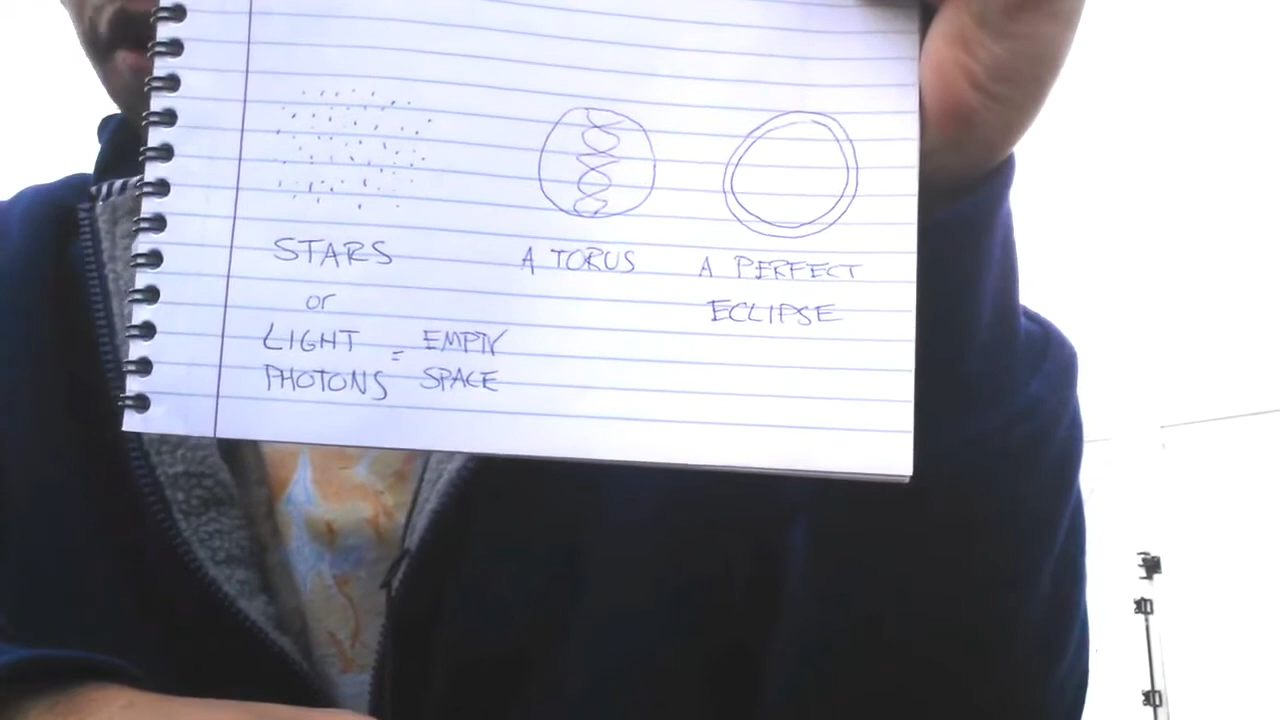 STARS
or
LIGHT
PHOTONS = EMPTY
SPACE
A TORUS
A PERFECT
ECLIPSE